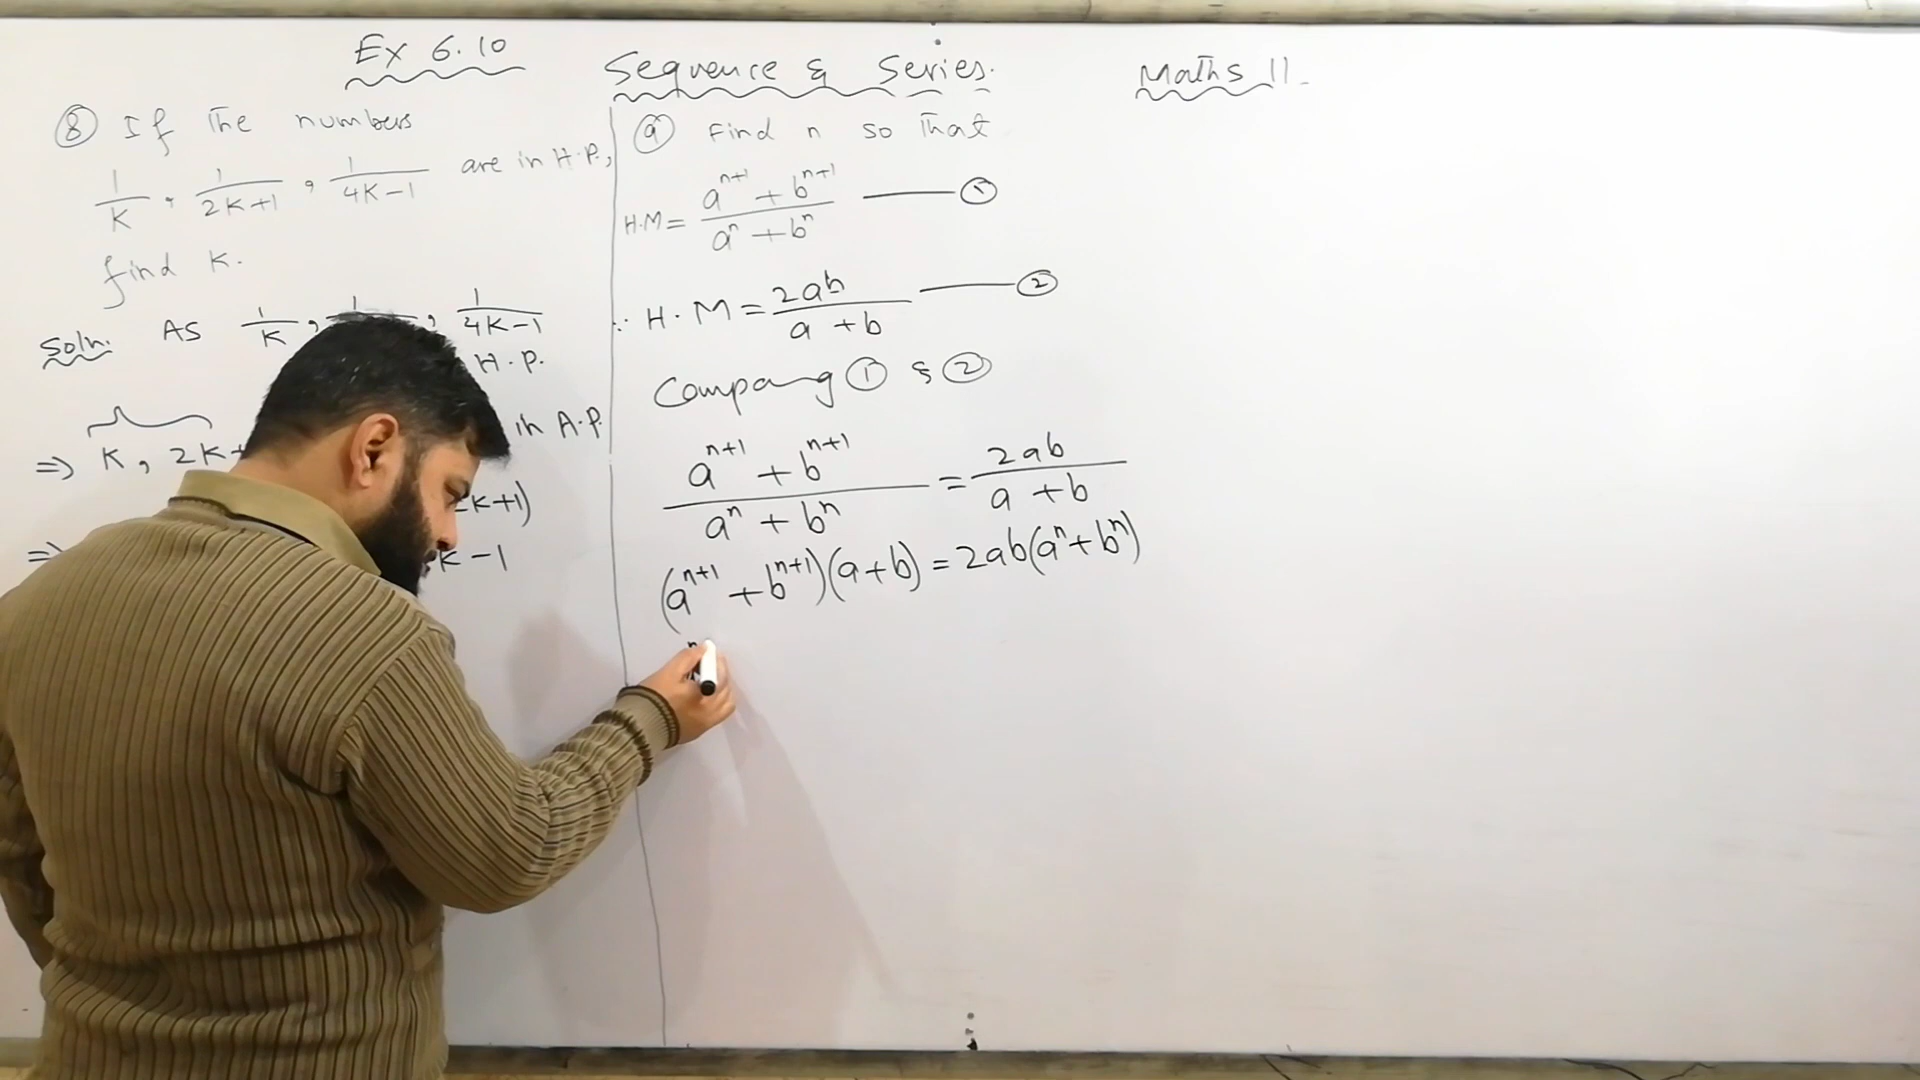 Ex 6.10
Sequence & Series.
Maths 11
⑧ If The numbers
1/K, 1/2K+1, 1/4K-1 are in H.P.,
find K.
Soln. As 1/K, 1/, 1/4K-1
H.P.
in A.P.
=> K, 2K+
2K+1)
=> K-1
⑨ Find n so That
H.M = a^{n+1} + b^{n+1} / a^n + b^n —— ①
∵ H.M = 2ab / a + b —— ②
Comparing ① & ②
a^{n+1} + b^{n+1} / a^n + b^n = 2ab / a + b
(a^{n+1} + b^{n+1})(a+b) = 2ab(a^n + b^n)